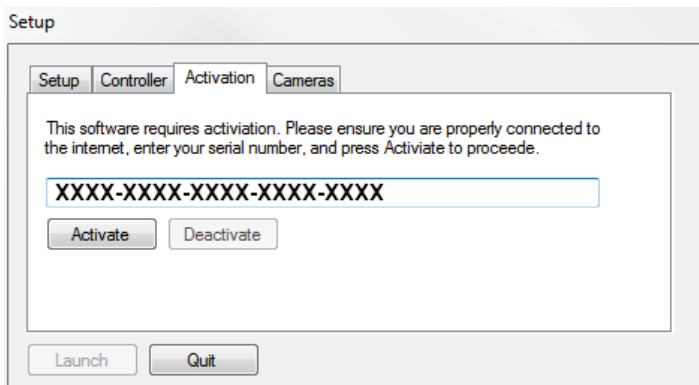 Setup
Setup Controller Activation Cameras
This software requires activiation. Please ensure you are properly connected to
the internet, enter your serial number, and press Activiate to proceede.
XXXX-XXXX-XXXX-XXXX-XXXX
Activate Deactivate
Launch Quit